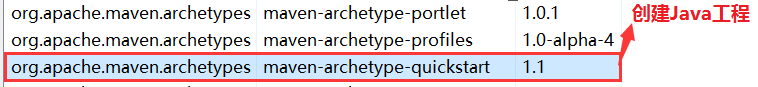 org.apache.maven.archetypes maven-archetype-portlet 1.0.1 创建Java工程
org.apache.maven.archetypes maven-archetype-profiles 1.0-alpha-4
org.apache.maven.archetypes maven-archetype-quickstart 1.1